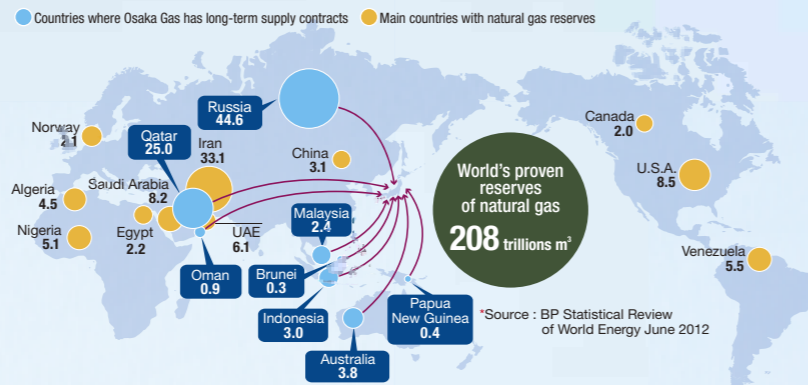 Countries where Osaka Gas has long-term supply contracts
Main countries with natural gas reserves
Russia
44.6
Norway
2.1
Qatar
25.0
Iran
33.1
China
3.1
Canada
2.0
U.S.A.
8.5
Algeria
4.5
Saudi Arabia
8.2
Nigeria
5.1
Egypt
2.2
UAE
6.1
Oman
0.9
Malaysia
2.4
Brunei
0.3
Indonesia
3.0
Australia
3.8
Papua
New Guinea
0.4
World's proven
reserves
of natural gas
208 trillions m³
Venezuela
5.5
*Source : BP Statistical Review
of World Energy June 2012